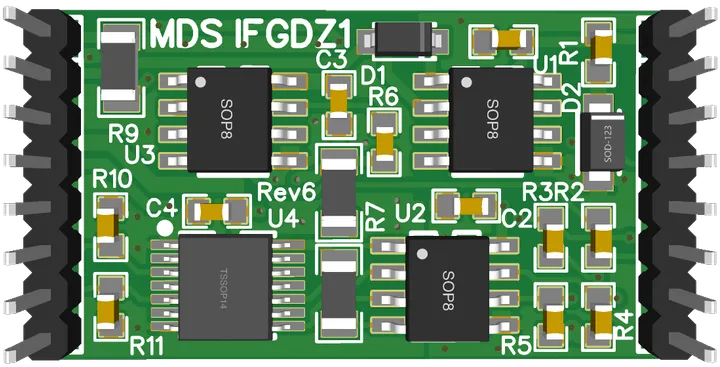 MDS IFGDZ1
C3
D1
U1
R1
R6
D2
SOP8
SOP8
SOD-123
R9
U3
R10
Rev6
R3R2
C4
U4
R7
U2
C2
TSSOP14
SOP8
R11
R5
R4